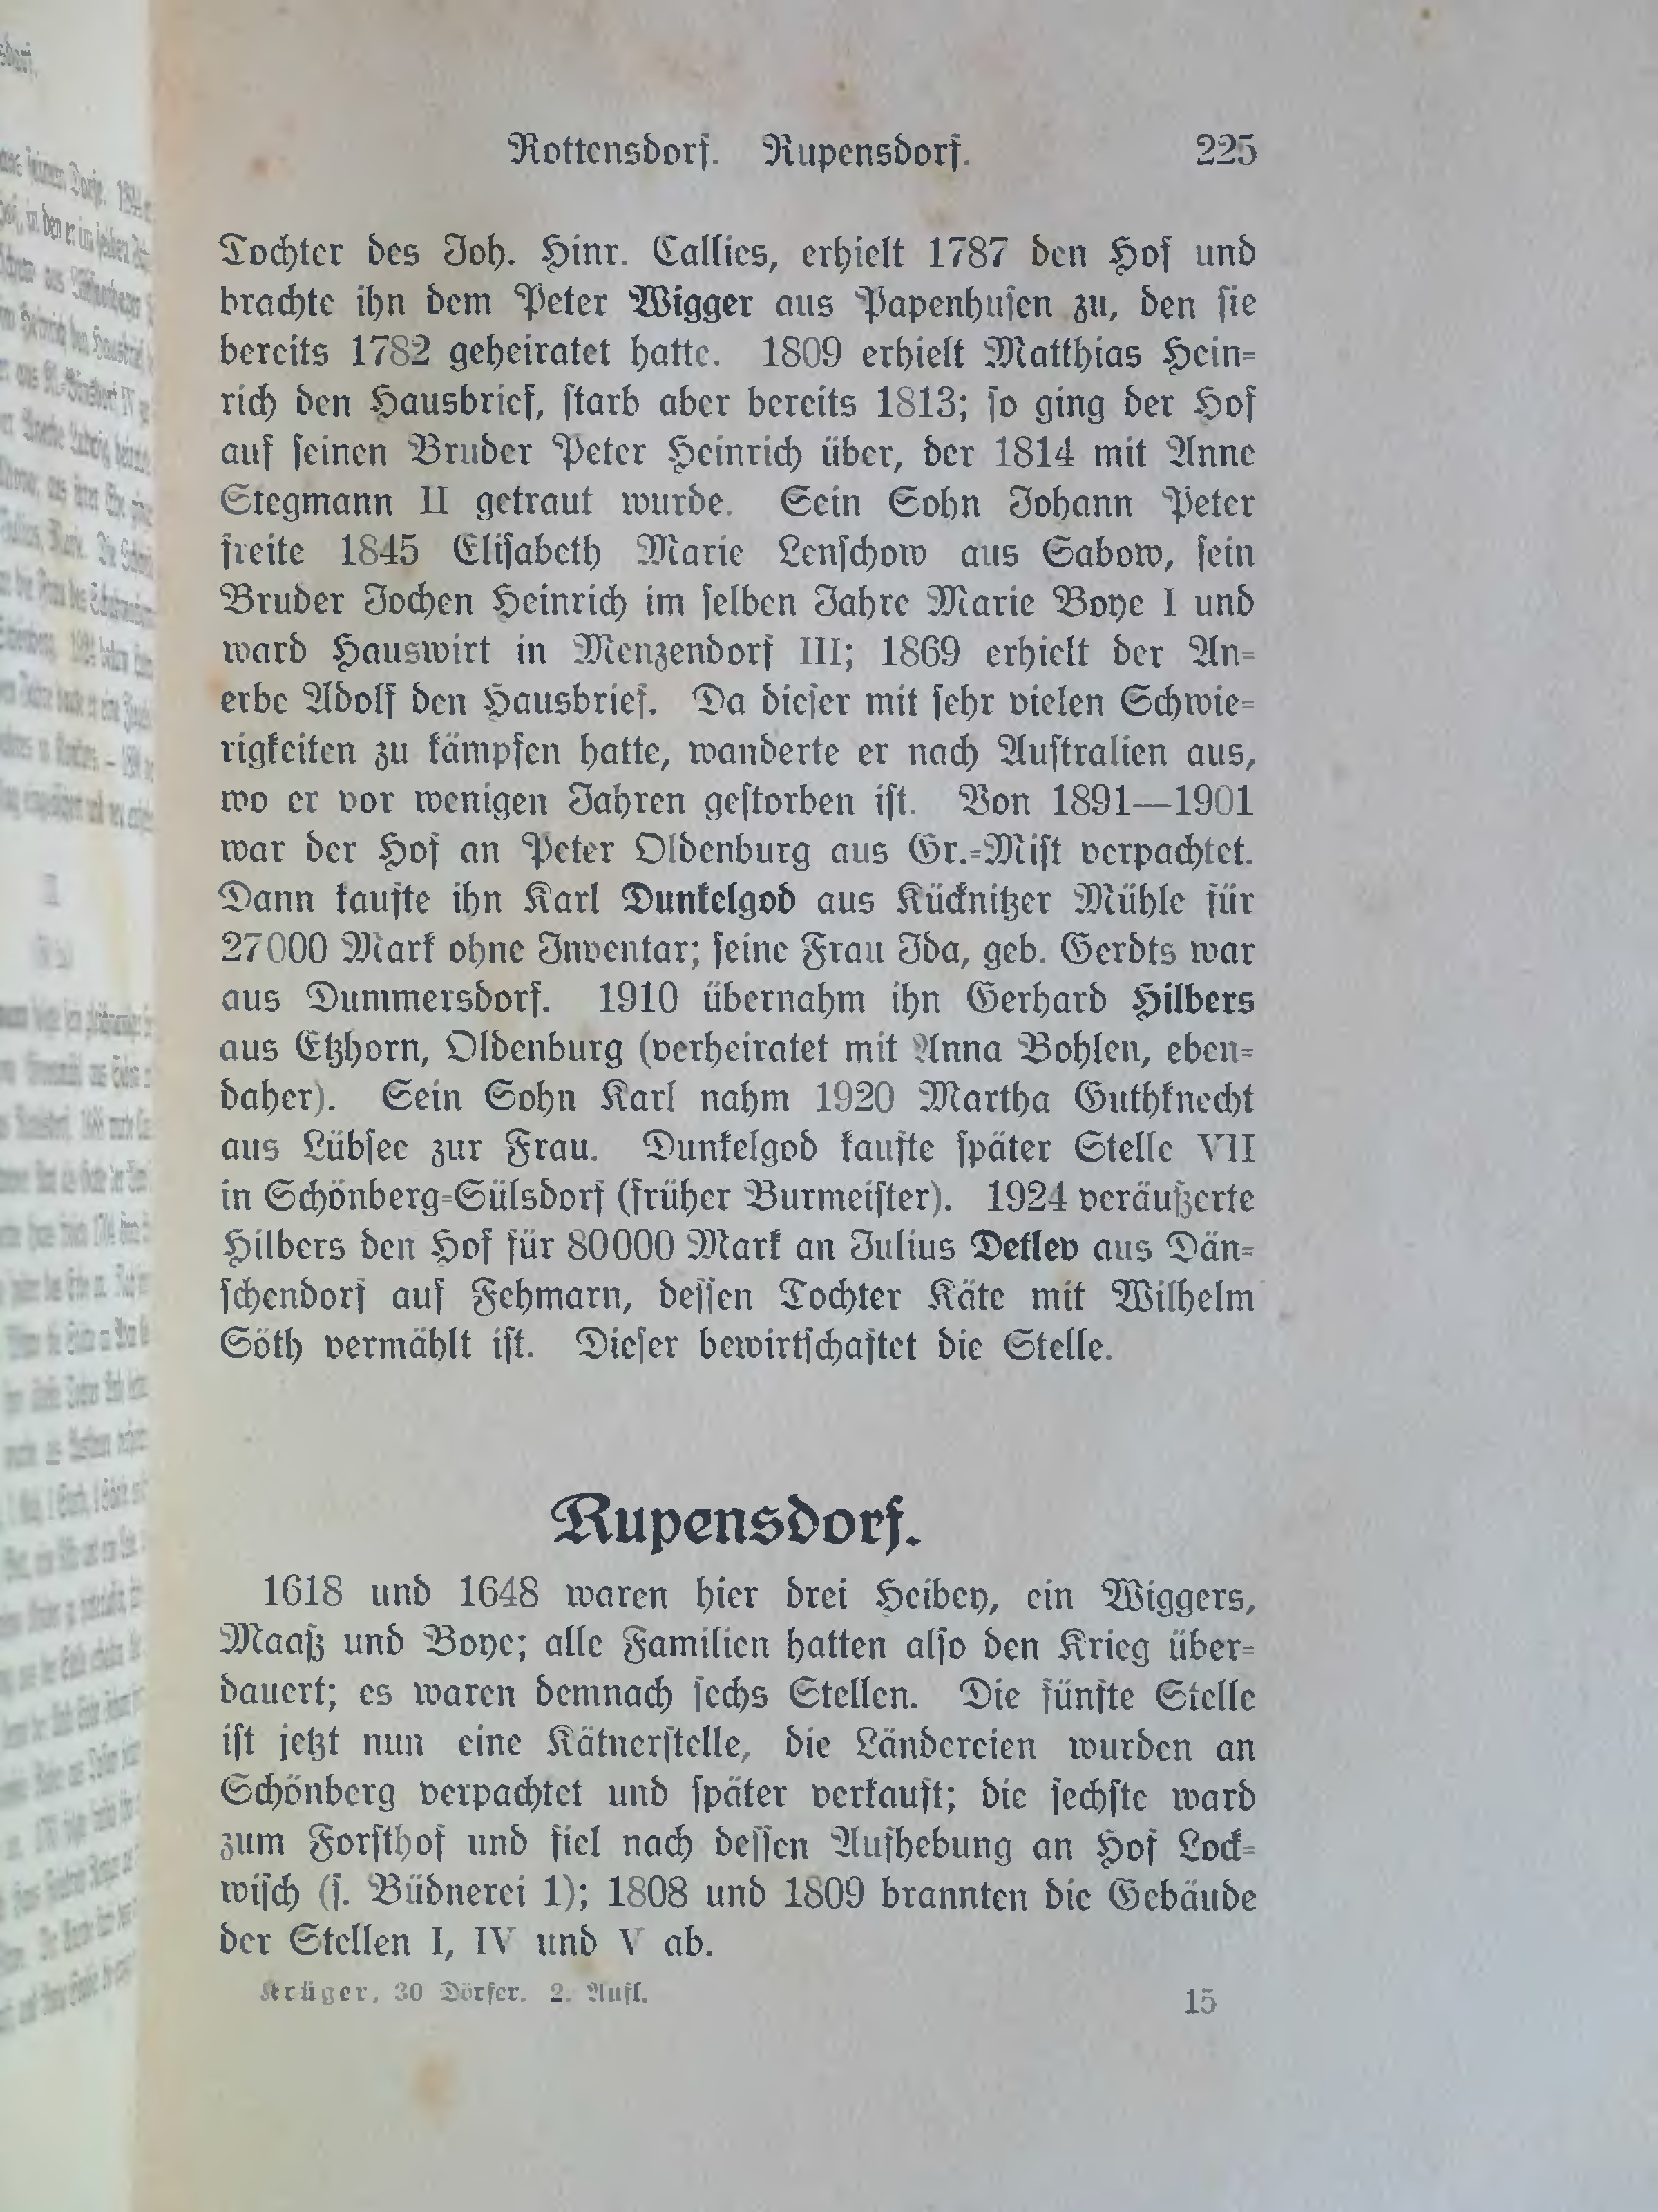 Rottensdorf. Rupensdorf. 225
Tochter des Joh. Hinr. Callies, erhielt 1787 den Hof und
brachte ihn dem Peter Wigger aus Papenhusen zu, den sie
bereits 1782 geheiratet hatte. 1809 erhielt Matthias Hein-
rich den Hausbrief, starb aber bereits 1813; so ging der Hof
auf seinen Bruder Peter Heinrich über, der 1814 mit Anne
Stegmann II getraut wurde. Sein Sohn Johann Peter
freite 1845 Elisabeth Marie Lenschow aus Sabow, sein
Bruder Jochen Heinrich im selben Jahre Marie Boye I und
ward Hauswirt in Menzendorf III; 1869 erhielt der An-
erbe Adolf den Hausbrief. Da dieser mit sehr vielen Schwie-
rigkeiten zu kämpfen hatte, wanderte er nach Australien aus,
wo er vor wenigen Jahren gestorben ist. Von 1891—1901
war der Hof an Peter Oldenburg aus Gr.-Mist verpachtet.
Dann kaufte ihn Karl Dunkelgod aus Kücknitzer Mühle für
27000 Mark ohne Inventar; seine Frau Ida, geb. Gerdts war
aus Dummersdorf. 1910 übernahm ihn Gerhard Hilbers
aus Etzhorn, Oldenburg (verheiratet mit Anna Bohlen, eben-
daher). Sein Sohn Karl nahm 1920 Martha Guthknecht
aus Lübsee zur Frau. Dunkelgod kaufte später Stelle VII
in Schönberg-Sülsdorf (früher Burmeister). 1924 veräußerte
Hilbers den Hof für 80000 Mark an Julius Detlev aus Dän-
schendorf auf Fehmarn, dessen Tochter Käte mit Wilhelm
Söth vermählt ist. Dieser bewirtschaftet die Stelle.
Rupensdorf.
1618 und 1648 waren hier drei Heibey, ein Wiggers,
Maaß und Boye; alle Familien hatten also den Krieg über-
dauert; es waren demnach sechs Stellen. Die fünfte Stelle
ist jetzt nun eine Kätnerstelle, die Ländereien wurden an
Schönberg verpachtet und später verkauft; die sechste ward
zum Forsthof und fiel nach dessen Aufhebung an Hof Lock-
wisch (s. Büdnerei 1); 1808 und 1809 brannten die Gebäude
der Stellen I, IV und V ab.
Krüger, 30 Dörfer. 2. Aufl. 15